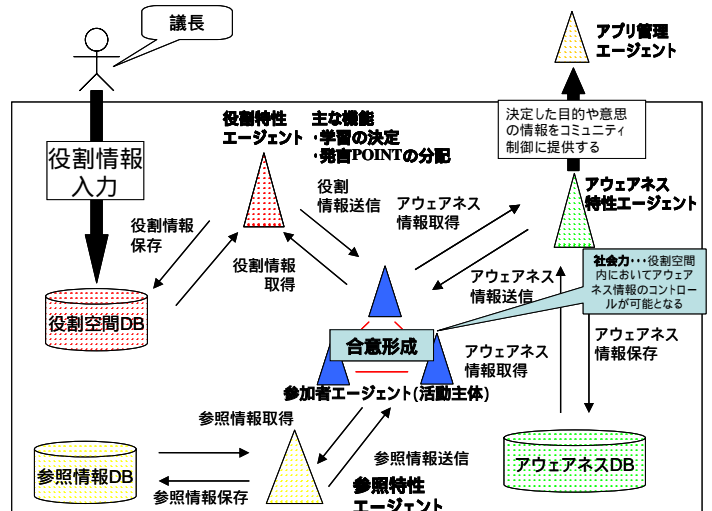 議長
アプリ管理
エージェント
役割特性
エージェント
主な機能
・学習の決定
・発言POINTの分配
決定した目的や意思
の情報をコミュニティ
制御に提供する
役割情報
入力
役割
情報送信
アウェアネス
情報取得
アウェアネス
特性エージェント
役割情報
保存
役割情報
取得
アウェアネス
情報送信
社会力・・・役割空間
内においてアウェア
ネス情報のコントロー
ルが可能となる
役割空間DB
合意形成
アウェアネス
情報取得
アウェアネス
情報保存
参加者エージェント(活動主体)
参照情報取得
参照情報DB
参照情報送信
アウェアネスDB
参照情報保存
参照特性
エージェント